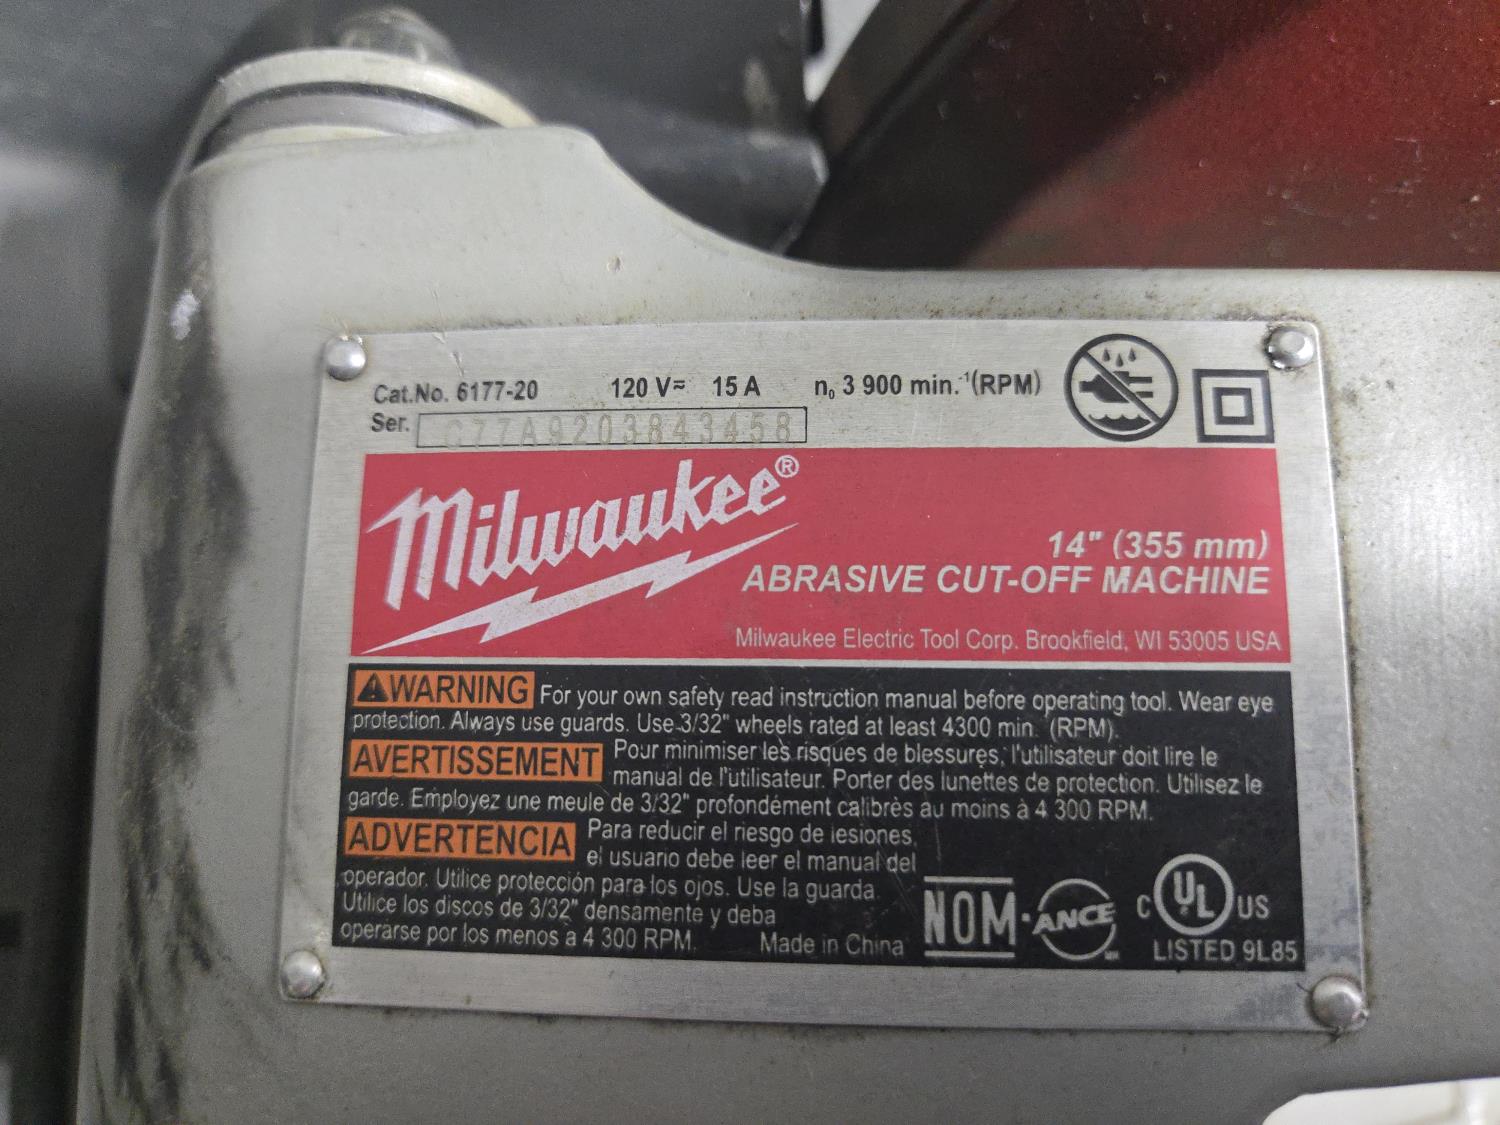 Cat.No. 6177-20 120 V≂ 15 A n₀ 3 900 min.⁻¹(RPM)
Ser. C77A9203843458
Milwaukee®
14" (355 mm)
ABRASIVE CUT-OFF MACHINE
Milwaukee Electric Tool Corp. Brookfield, WI 53005 USA
WARNING For your own safety read instruction manual before operating tool. Wear eye
protection. Always use guards. Use 3/32" wheels rated at least 4300 min. (RPM).
AVERTISSEMENT Pour minimiser les risques de blessures, l'utilisateur doit lire le
manual de l'utilisateur. Porter des lunettes de protection. Utilisez le
garde. Employez une meule de 3/32" profondément calibrés au moins à 4 300 RPM.
ADVERTENCIA Para reducir el riesgo de lesiones,
el usuario debe leer el manual del
operador. Utilice protección para los ojos. Use la guarda.
Utilice los discos de 3/32" densamente y deba
operarse por los menos a 4 300 RPM. Made in China
NOM-ANCE
C UL US
LISTED 9L85